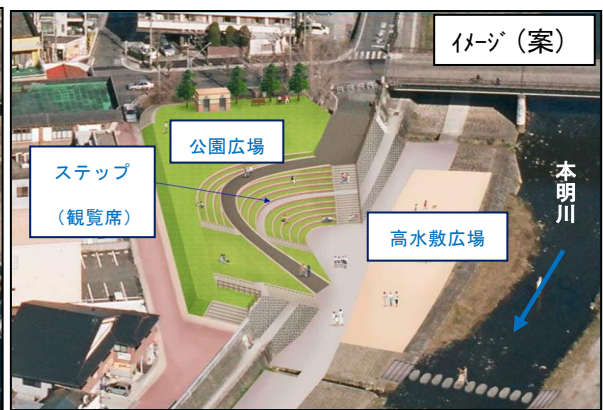 ｲﾒｰｼﾞ（案）
公園広場
ステップ
（観覧席）
本明川
高水敷広場